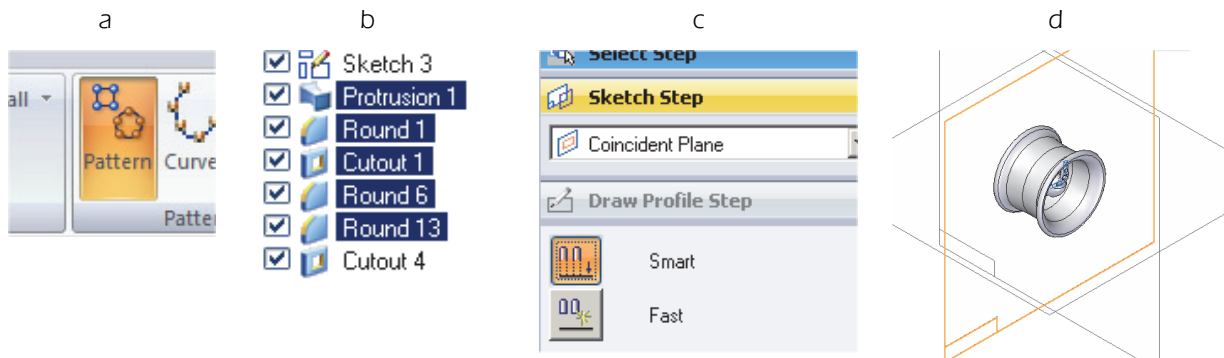 a
b
c
d
all
Pattern
Curve
Patte
Sketch 3
Protrusion 1
Round 1
Cutout 1
Round 6
Round 13
Cutout 4
Select Step
Sketch Step
Coincident Plane
Draw Profile Step
Smart
Fast